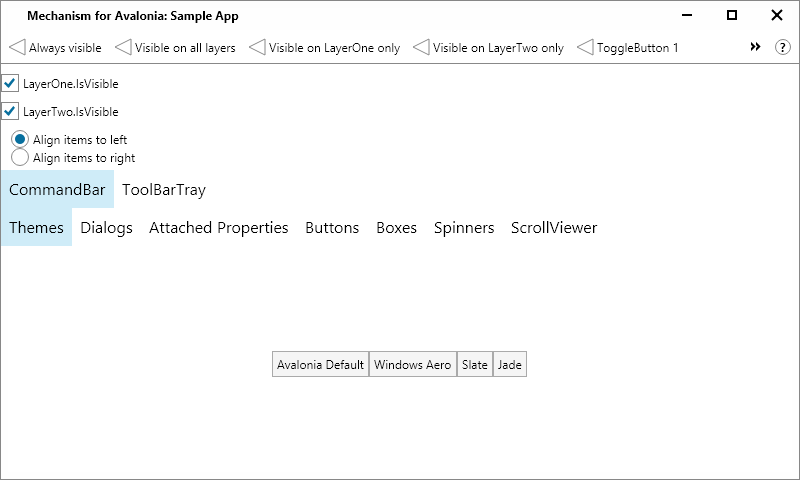 Mechanism for Avalonia: Sample App
Always visible Visible on all layers Visible on LayerOne only Visible on LayerTwo only ToggleButton 1 » ?
LayerOne.IsVisible
LayerTwo.IsVisible
Align items to left
Align items to right
CommandBar ToolBarTray
Themes Dialogs Attached Properties Buttons Boxes Spinners ScrollViewer
Avalonia Default Windows Aero Slate Jade